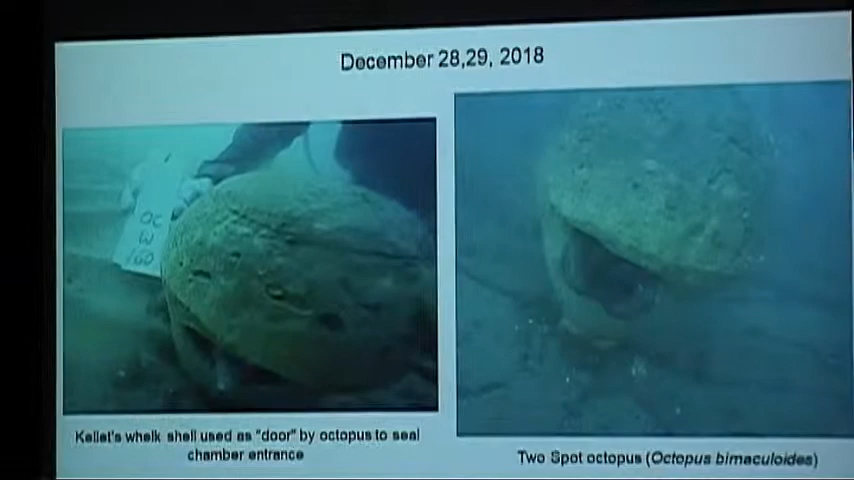 December 28,29, 2018
Kellet's whelk shell used as "door" by octopus to seal
chamber entrance
Two Spot octopus (Octopus bimaculoides)